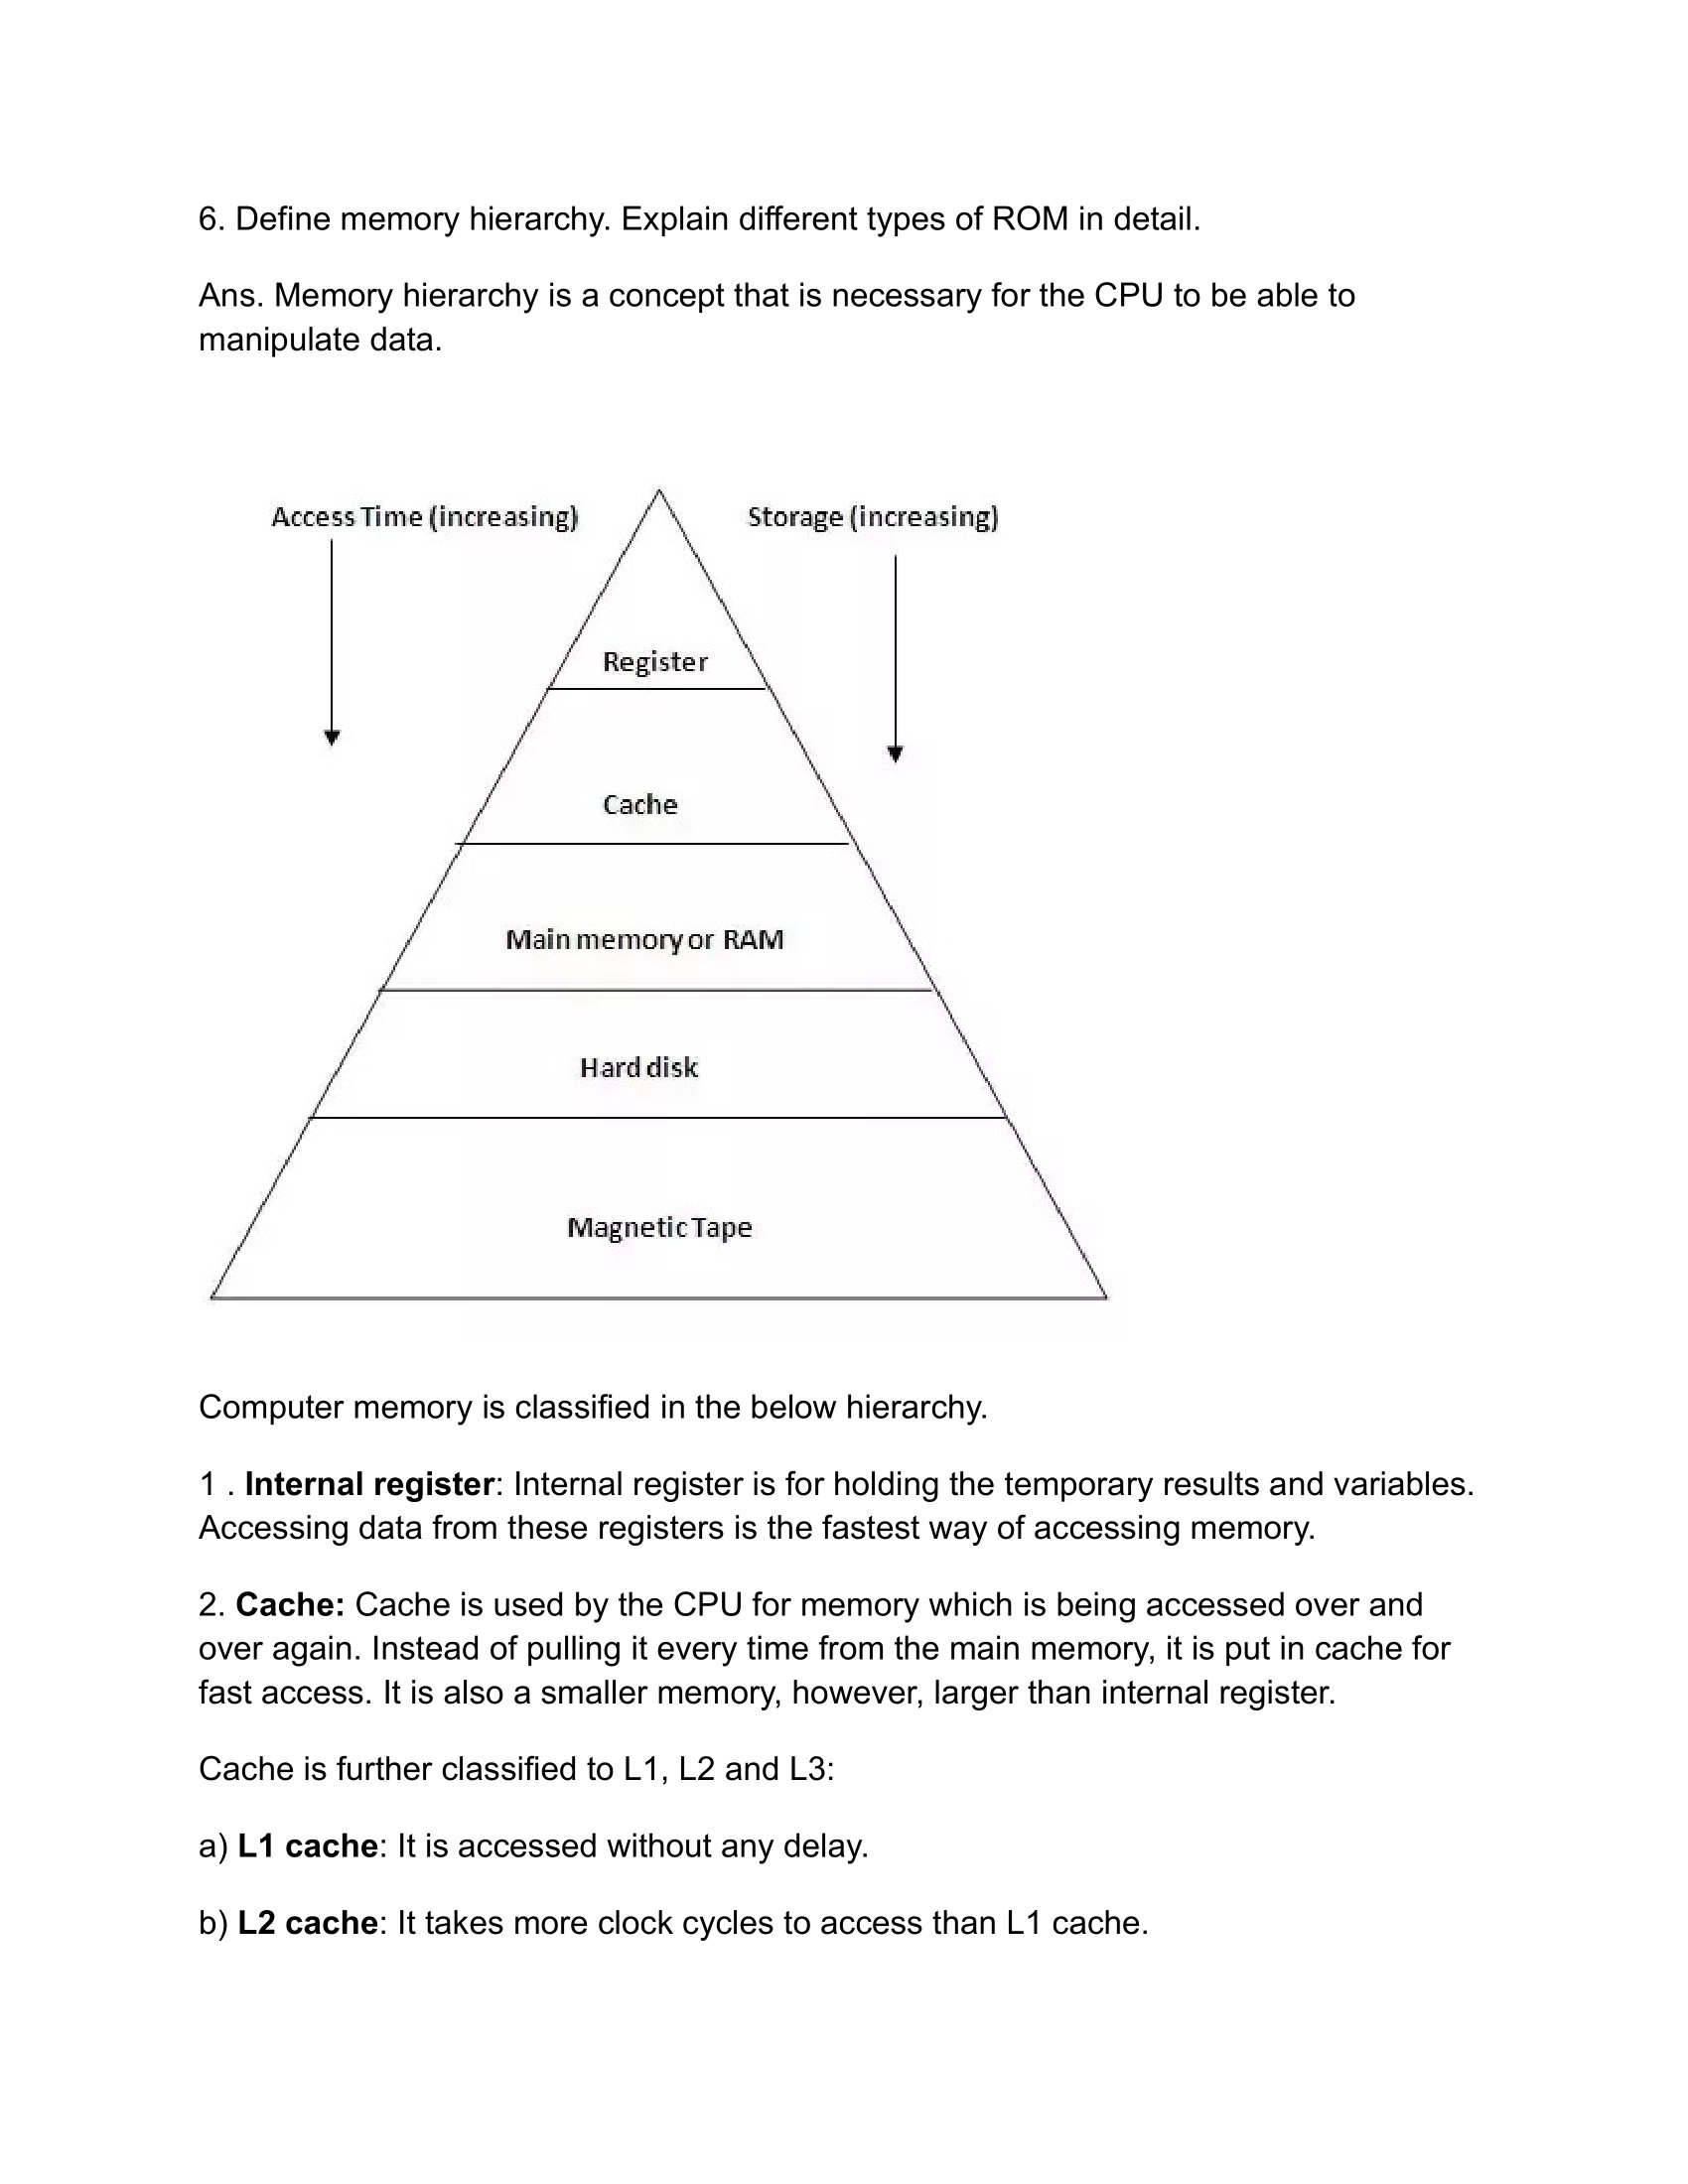 6. Define memory hierarchy. Explain different types of ROM in detail.
Ans. Memory hierarchy is a concept that is necessary for the CPU to be able to
manipulate data.
Access Time (increasing)
Storage (increasing)
Register
Cache
Main memory or RAM
Hard disk
Magnetic Tape
Computer memory is classified in the below hierarchy.
1 . Internal register: Internal register is for holding the temporary results and variables.
Accessing data from these registers is the fastest way of accessing memory.
2. Cache: Cache is used by the CPU for memory which is being accessed over and
over again. Instead of pulling it every time from the main memory, it is put in cache for
fast access. It is also a smaller memory, however, larger than internal register.
Cache is further classified to L1, L2 and L3:
a) L1 cache: It is accessed without any delay.
b) L2 cache: It takes more clock cycles to access than L1 cache.